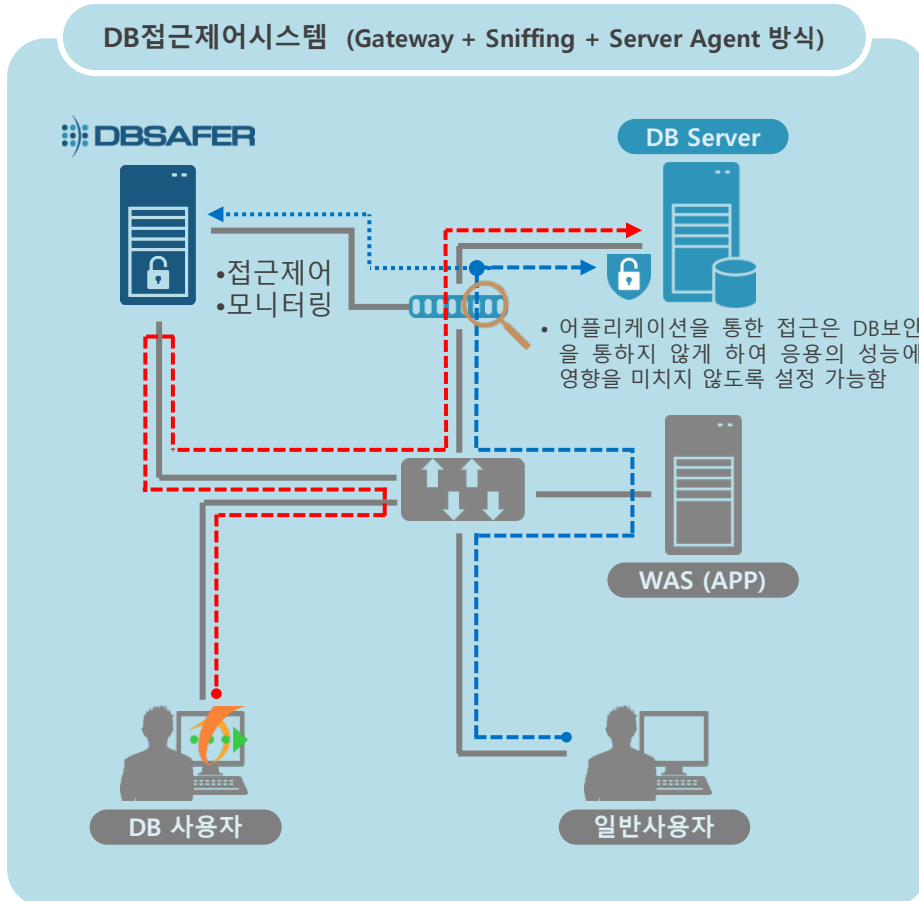 DB접근제어시스템 (Gateway + Sniffing + Server Agent 방식)
DBSAFER
DB Server
•접근제어
•모니터링
• 어플리케이션을 통한 접근은 DB보안
을 통하지 않게 하여 응용의 성능에
영향을 미치지 않도록 설정 가능함
WAS (APP)
DB 사용자
일반사용자